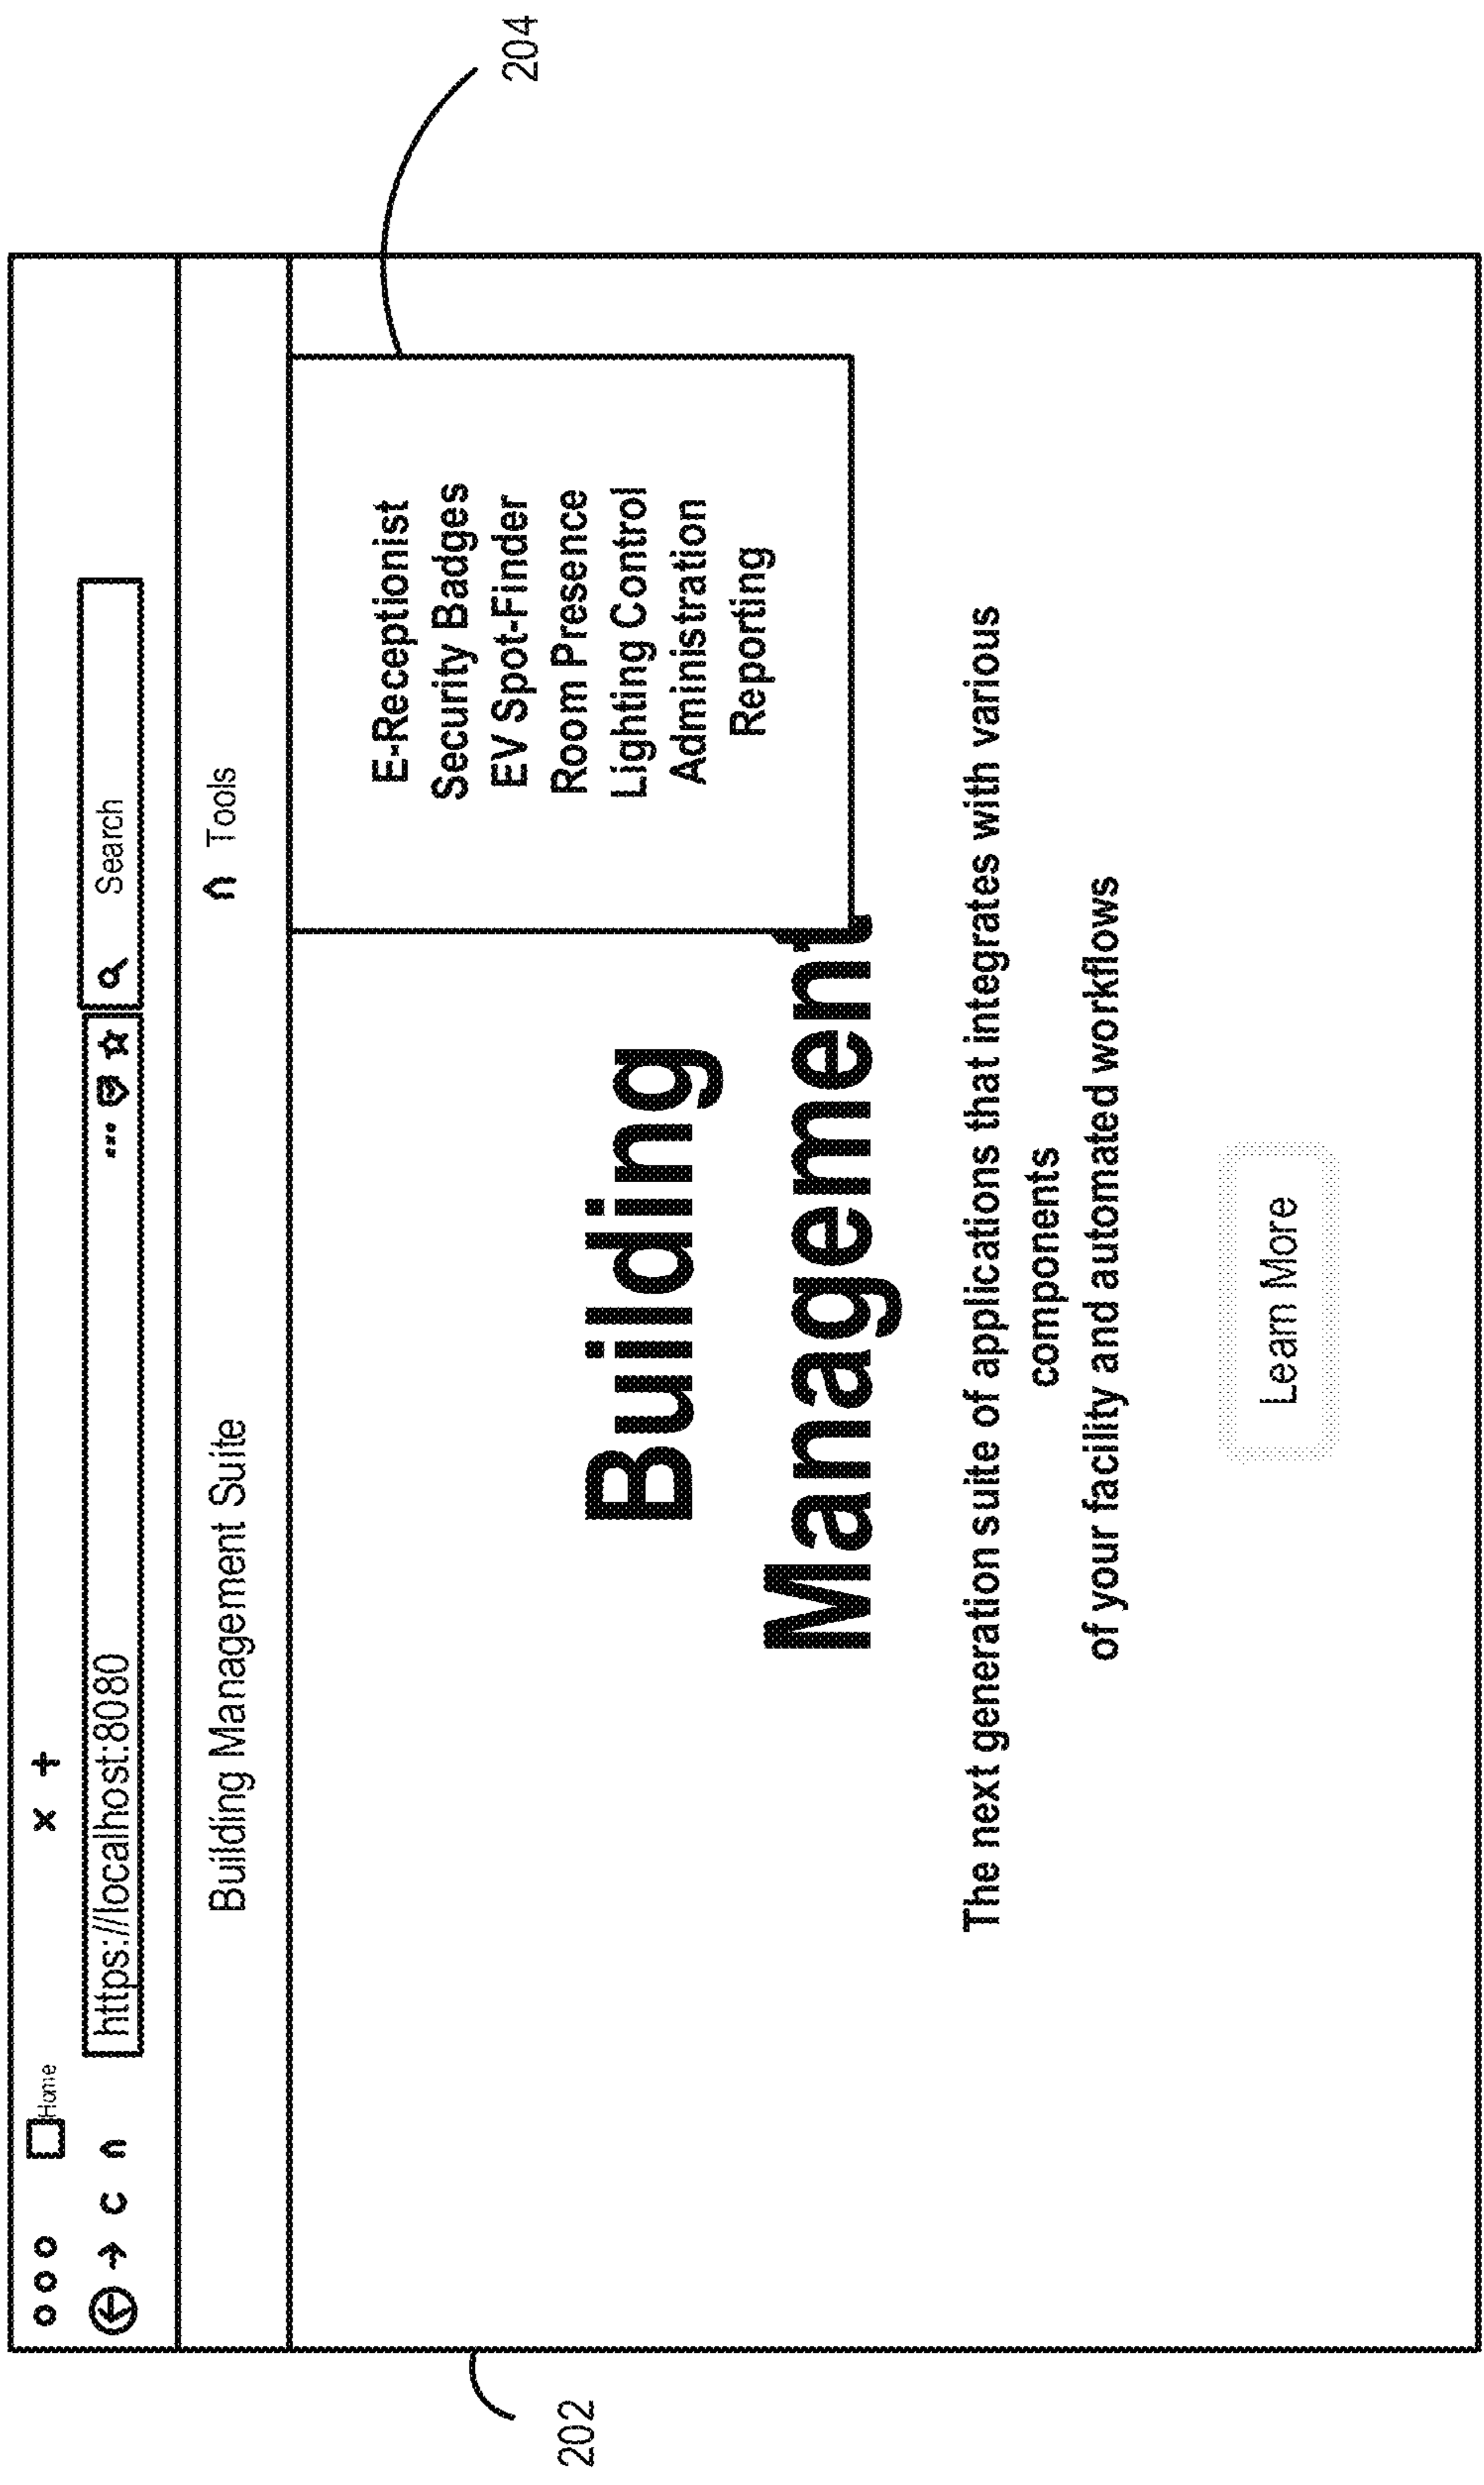 204
Home
https://localhost:8080
Search
Building Management Suite
Tools
E-Receptionist
Security Badges
EV Spot-Finder
Room Presence
Lighting Control
Administration
Reporting
Building
Management
The next generation suite of applications that integrates with various
components
of your facility and automated workflows
Learn More
202